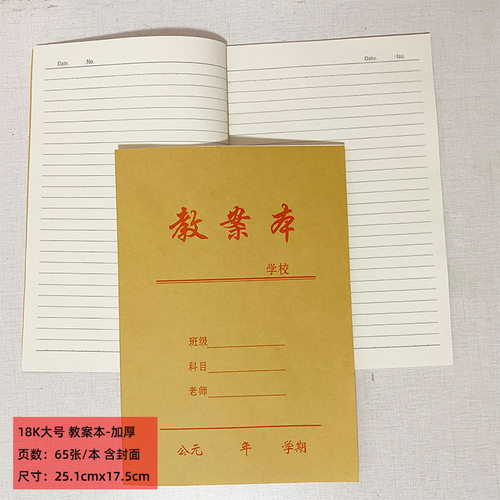 Date. No.
Date. No.
教案本
学校
班级
科目
老师
公元 年 学期
18K大号 教案本-加厚
页数：65张/本 含封面
尺寸：25.1cmx17.5cm